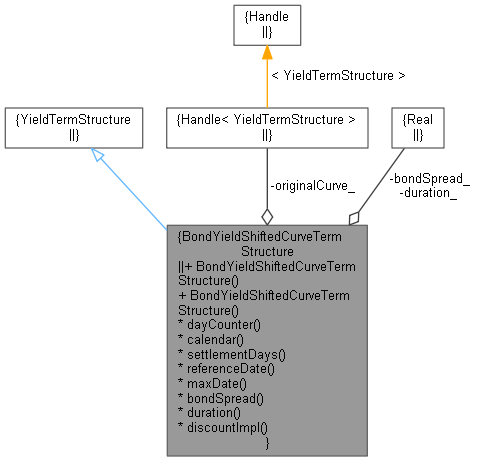 {Handle
||}
< YieldTermStructure >
{YieldTermStructure
||}
{Handle< YieldTermStructure >
||}
{Real
||}
-originalCurve_
-bondSpread_
-duration_
{BondYieldShiftedCurveTerm
Structure
||+ BondYieldShiftedCurveTerm
Structure()
+ BondYieldShiftedCurveTerm
Structure()
* dayCounter()
* calendar()
* settlementDays()
* referenceDate()
* maxDate()
* bondSpread()
* duration()
* discountImpl()
}